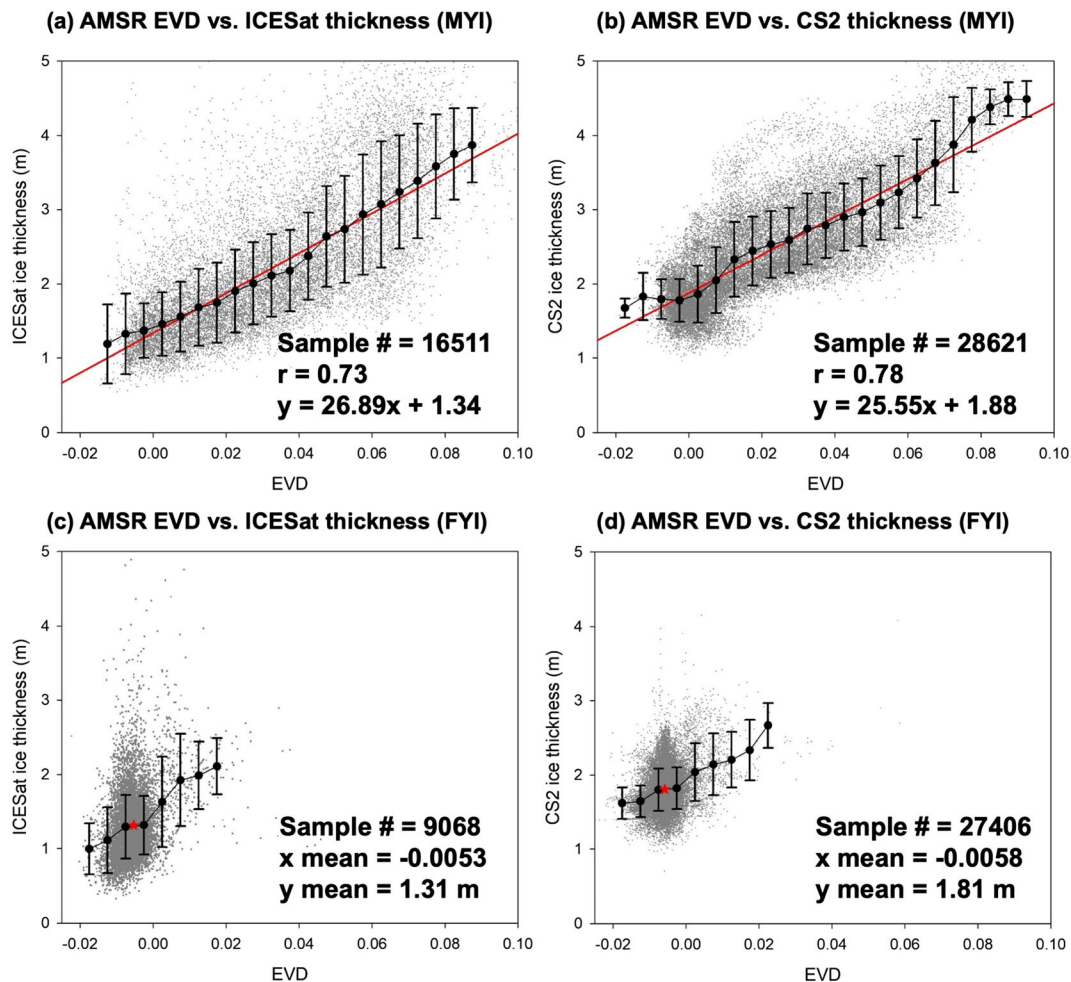 (a) AMSR EVD vs. ICESat thickness (MYI)
5
4
3
2
1
0
ICESat ice thickness (m)
Sample # = 16511
r = 0.73
y = 26.89x + 1.34
-0.02 0.00 0.02 0.04 0.06 0.08 0.10
EVD
(b) AMSR EVD vs. CS2 thickness (MYI)
5
4
3
2
1
0
CS2 ice thickness (m)
Sample # = 28621
r = 0.78
y = 25.55x + 1.88
-0.02 0.00 0.02 0.04 0.06 0.08 0.10
EVD
(c) AMSR EVD vs. ICESat thickness (FYI)
5
4
3
2
1
0
ICESat ice thickness (m)
Sample # = 9068
x mean = -0.0053
y mean = 1.31 m
-0.02 0.00 0.02 0.04 0.06 0.08 0.10
EVD
(d) AMSR EVD vs. CS2 thickness (FYI)
5
4
3
2
1
0
CS2 ice thickness (m)
Sample # = 27406
x mean = -0.0058
y mean = 1.81 m
-0.02 0.00 0.02 0.04 0.06 0.08 0.10
EVD